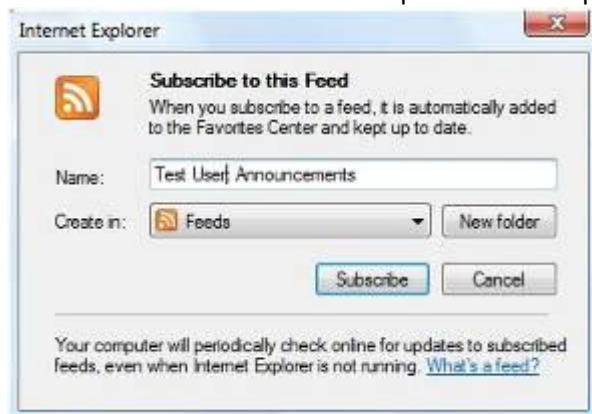 Internet Explorer
Subscribe to this Feed
When you subscribe to a feed, it is automatically added
to the Favorites Center and kept up to date.
Name: Test User Announcements
Create in: Feeds New folder
Subscribe Cancel
Your computer will periodically check online for updates to subscribed
feeds, even when Internet Explorer is not running. What's a feed?